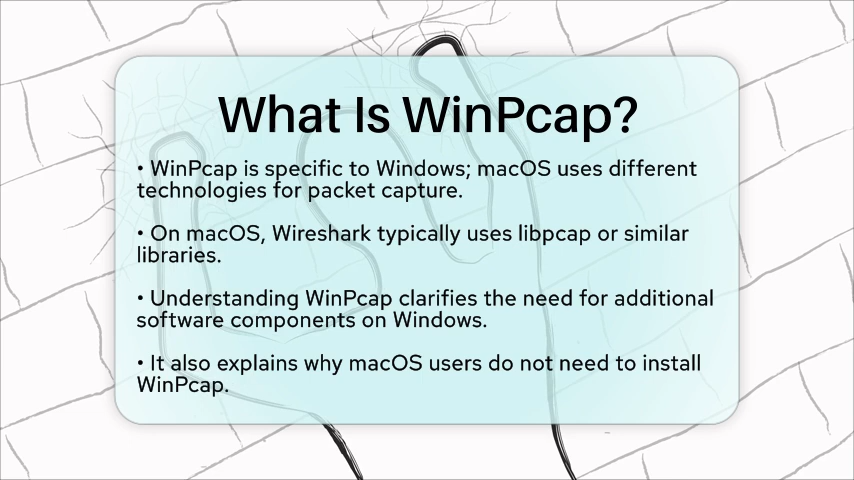 What Is WinPcap?
• WinPcap is specific to Windows; macOS uses different
technologies for packet capture.
• On macOS, Wireshark typically uses libpcap or similar
libraries.
• Understanding WinPcap clarifies the need for additional
software components on Windows.
• It also explains why macOS users do not need to install
WinPcap.